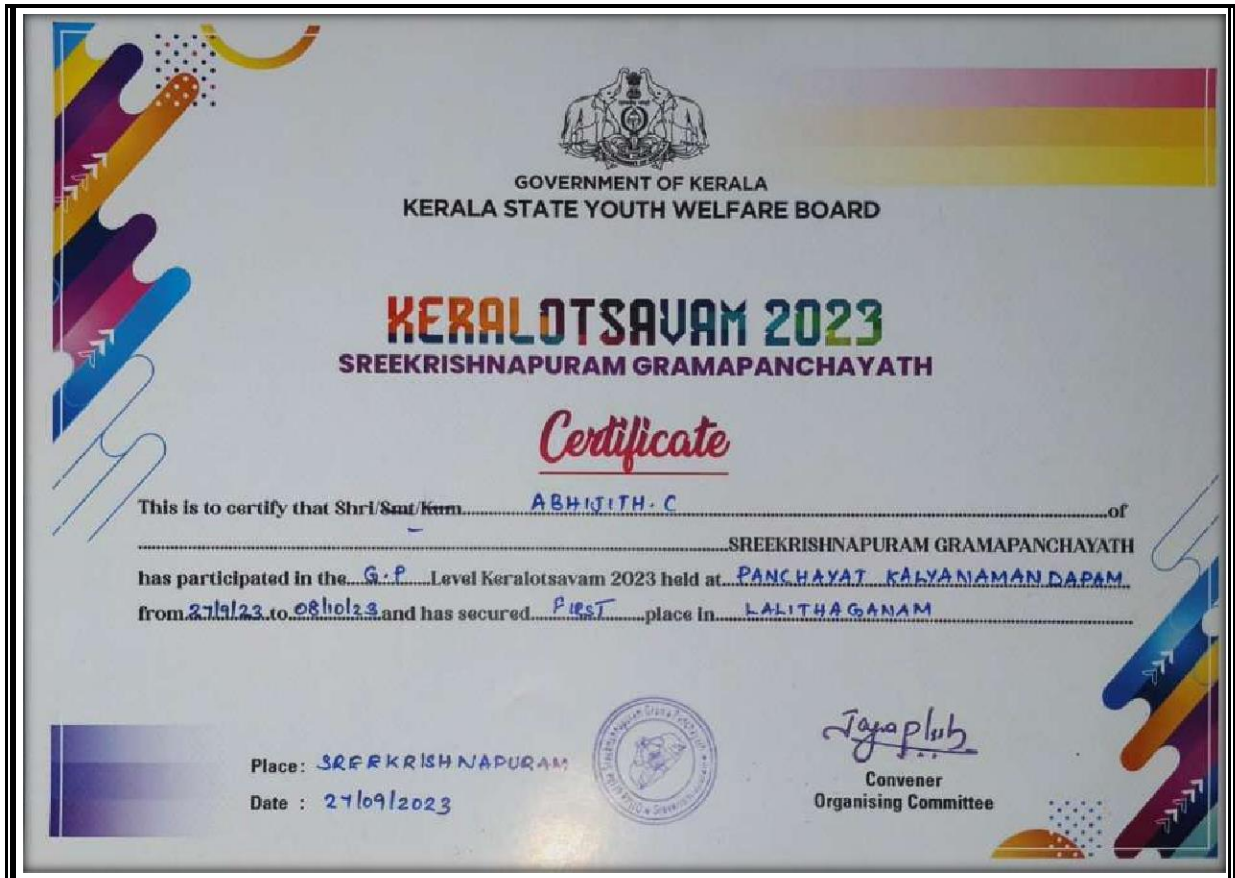 GOVERNMENT OF KERALA
KERALA STATE YOUTH WELFARE BOARD
KERALOTSAVAM 2023
SREEKRISHNAPURAM GRAMAPANCHAYATH
Certificate
This is to certify that Shri/Smt/Kum ABHIJITH. C of
SREEKRISHNAPURAM GRAMAPANCHAYATH
has participated in the G.P Level Keralotsavam 2023 held at PANCHAYAT KALYANAMANDAPAM
from 27/9/23 to 08/10/23 and has secured FIRST place in LALITHAGANAM
Place: SREEKRISHNAPURAM
Date : 27/09/2023
Convener
Organising Committee